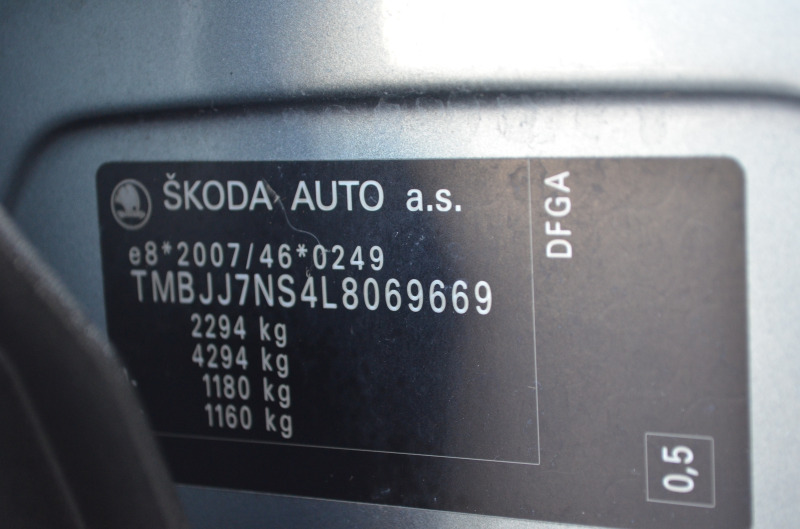 ŠKODA AUTO a.s.
e8*2007/46*0249
TMBJJ7NS4L8069669
2294 kg
4294 kg
1180 kg
1160 kg
DFGA
0,5